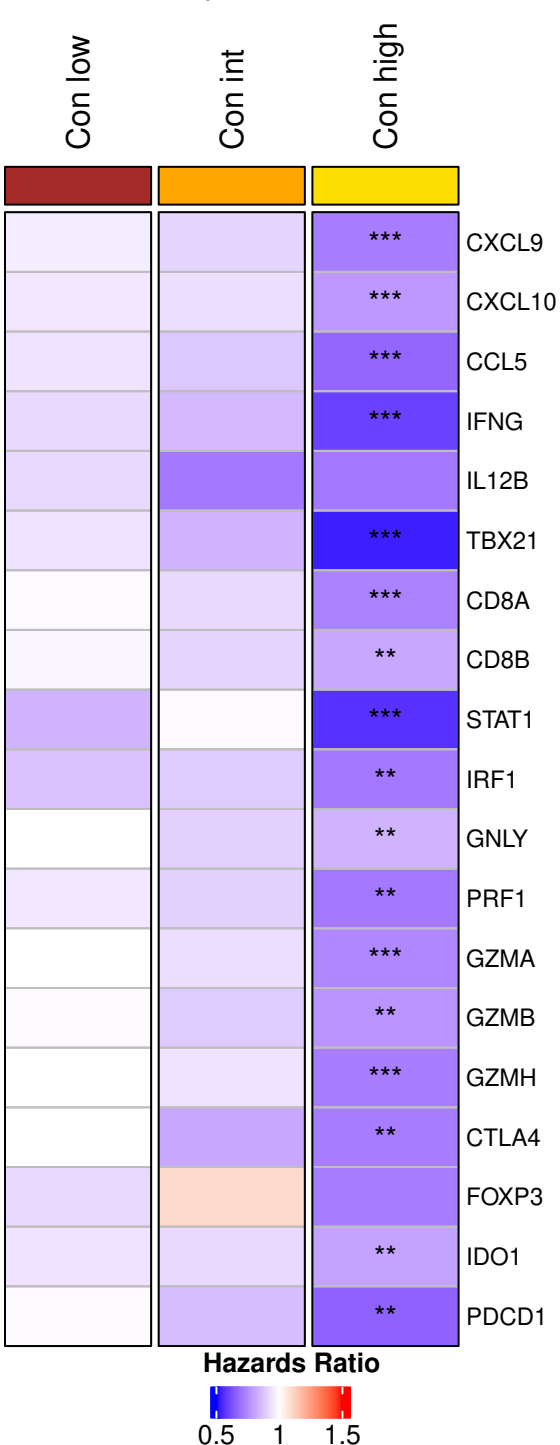 Con low
Con int
Con high
*** CXCL9
*** CXCL10
*** CCL5
*** IFNG
IL12B
*** TBX21
*** CD8A
** CD8B
*** STAT1
** IRF1
** GNLY
** PRF1
*** GZMA
** GZMB
*** GZMH
** CTLA4
FOXP3
** IDO1
** PDCD1
Hazards Ratio
0.5 1 1.5